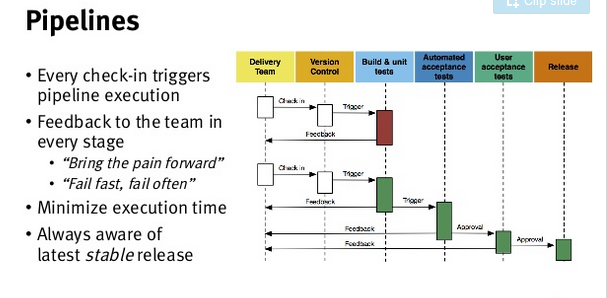 Clip slide
Pipelines
• Every check-in triggers
pipeline execution
• Feedback to the team in
every stage
• “Bring the pain forward”
• “Fail fast, fail often”
• Minimize execution time
• Always aware of
latest stable release
Delivery
Team
Version
Control
Build & unit
tests
Automated
acceptance
tests
User
acceptance
tests
Release
Check in
Trigger
Feedback
Check in
Trigger
Feedback
Trigger
Feedback
Approval
Feedback
Approval